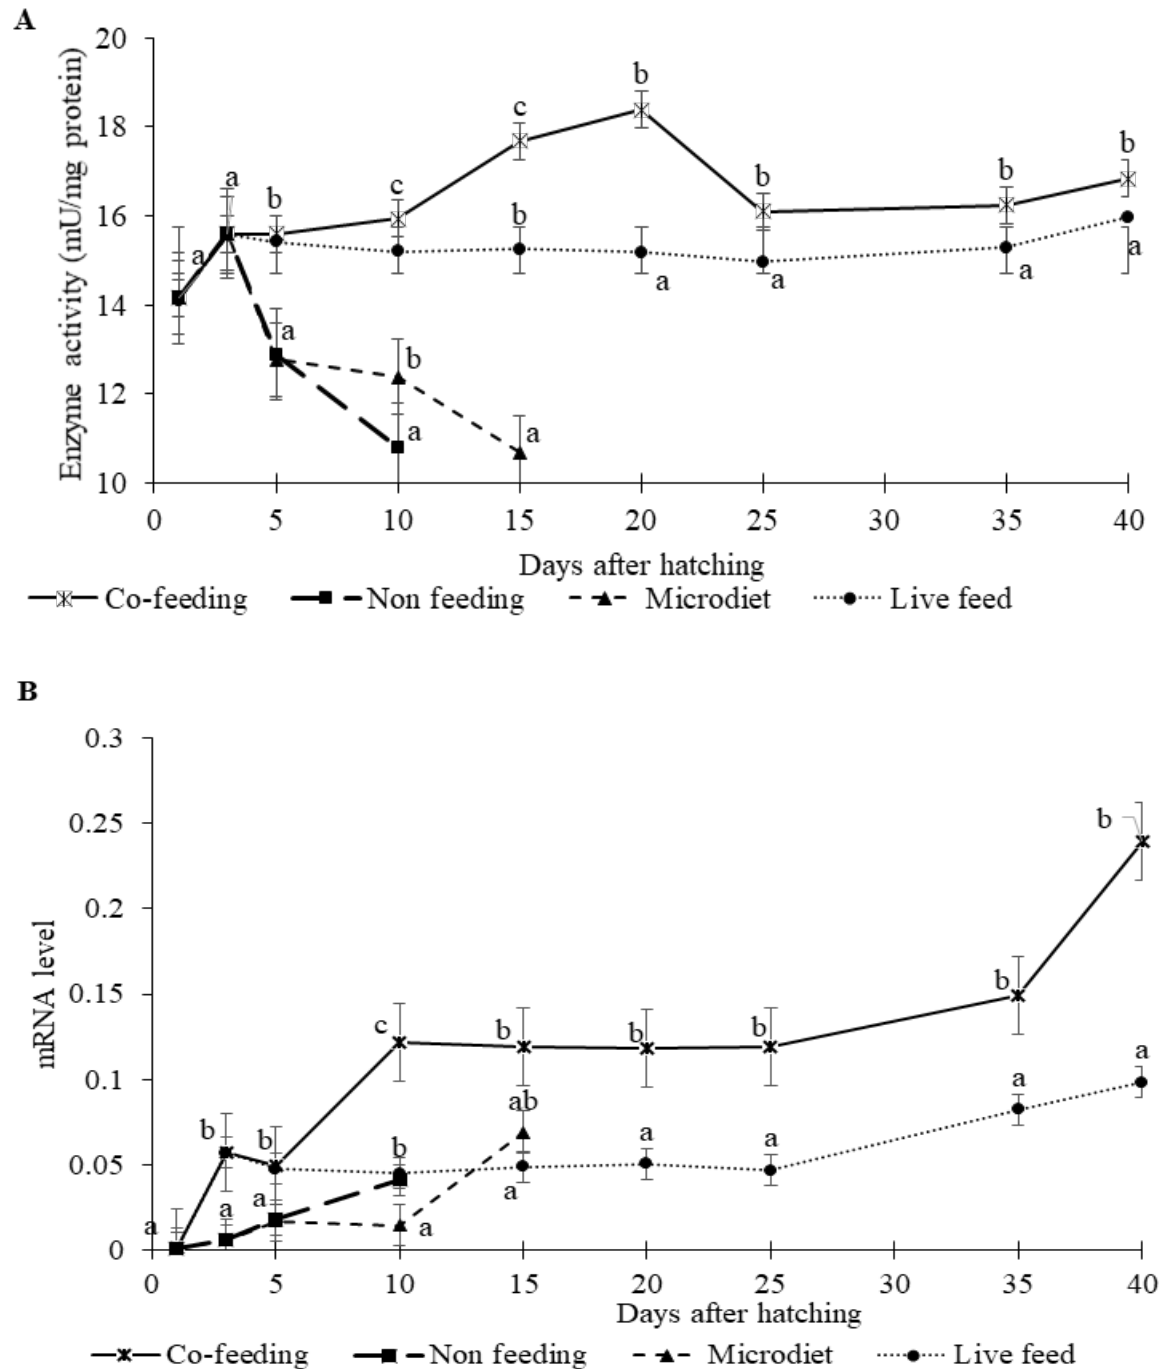 A
Enzyme activity (mU/mg protein)
20
18
16
14
12
10
a
a
b
c
c
b
b
b
b
b
a
a
a
a
a
b
a
a
0 5 10 15 20 25 30 35 40
Days after hatching
Co-feeding Non feeding Microdiet Live feed
B
mRNA level
0.3
0.25
0.2
0.15
0.1
0.05
0
b
b
c
b
b
b
a
a
ab
b
b
b
a
a
a
a
a
a
a
0 5 10 15 20 25 30 35 40
Days after hatching
Co-feeding Non feeding Microdiet Live feed